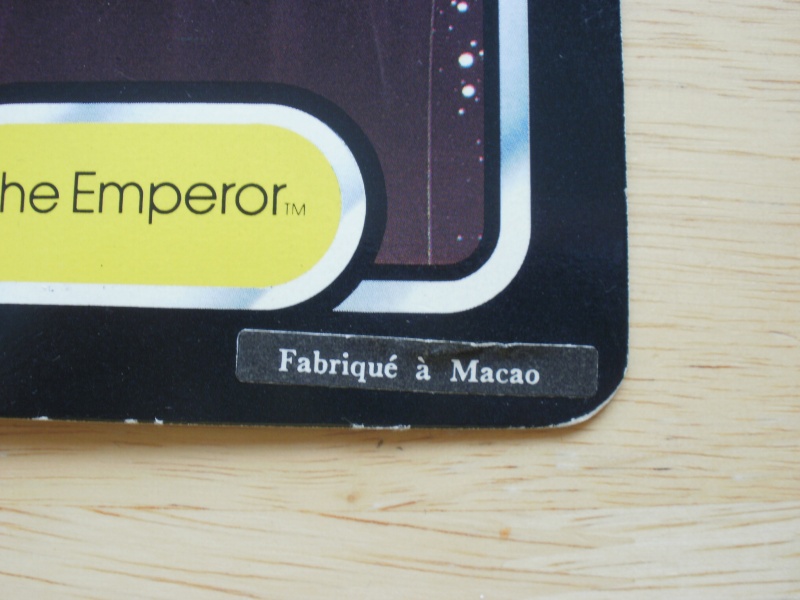 he Emperor™
Fabriqué à Macao